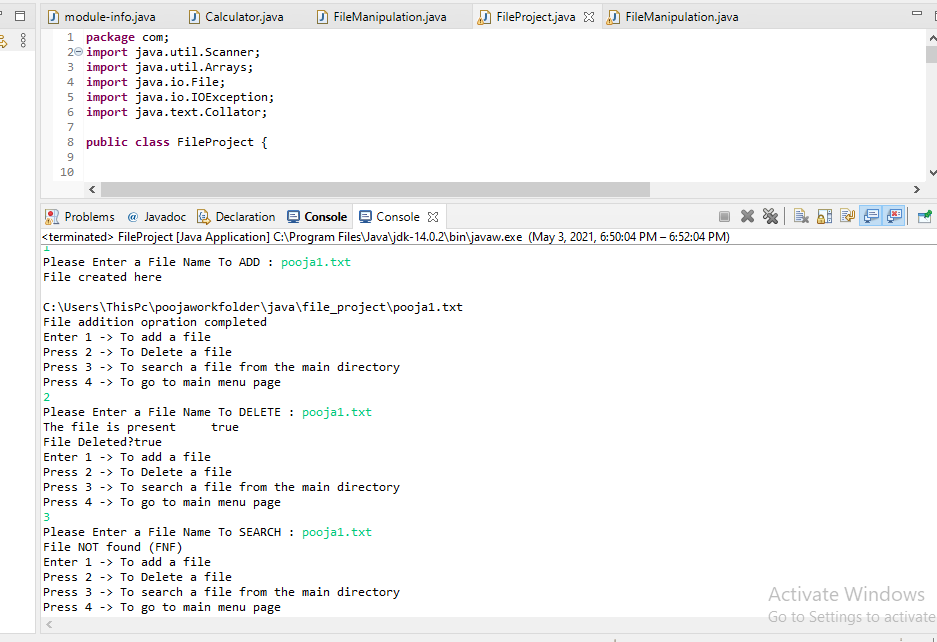 module-info.java Calculator.java FileManipulation.java FileProject.java FileManipulation.java
1 package com;
2 import java.util.Scanner;
3 import java.util.Arrays;
4 import java.io.File;
5 import java.io.IOException;
6 import java.text.Collator;
7
8 public class FileProject {
9
10
Problems @ Javadoc Declaration Console Console
<terminated> FileProject [Java Application] C:\Program Files\Java\jdk-14.0.2\bin\javaw.exe (May 3, 2021, 6:50:04 PM – 6:52:04 PM)
1
Please Enter a File Name To ADD : pooja1.txt
File created here
C:\Users\ThisPc\poojaworkfolder\java\file_project\pooja1.txt
File addition opration completed
Enter 1 -> To add a file
Press 2 -> To Delete a file
Press 3 -> To search a file from the main directory
Press 4 -> To go to main menu page
2
Please Enter a File Name To DELETE : pooja1.txt
The file is present true
File Deleted?true
Enter 1 -> To add a file
Press 2 -> To Delete a file
Press 3 -> To search a file from the main directory
Press 4 -> To go to main menu page
3
Please Enter a File Name To SEARCH : pooja1.txt
File NOT found (FNF)
Enter 1 -> To add a file
Press 2 -> To Delete a file
Press 3 -> To search a file from the main directory
Press 4 -> To go to main menu page
Activate Windows
Go to Settings to activate